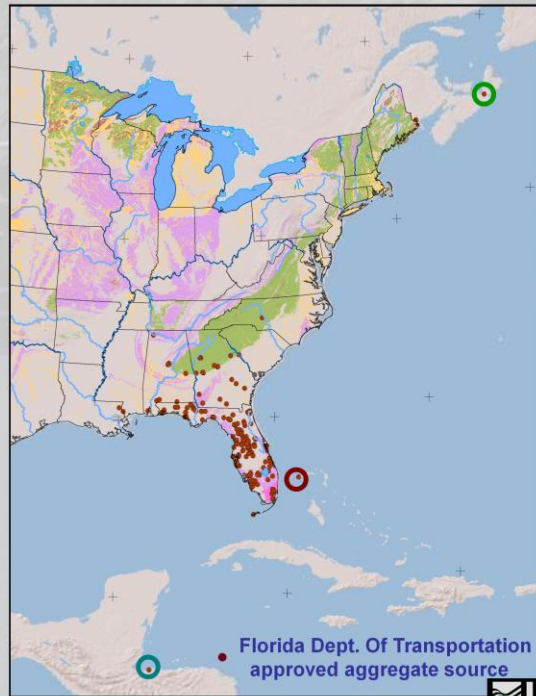 Florida Dept. Of Transportation
approved aggregate source